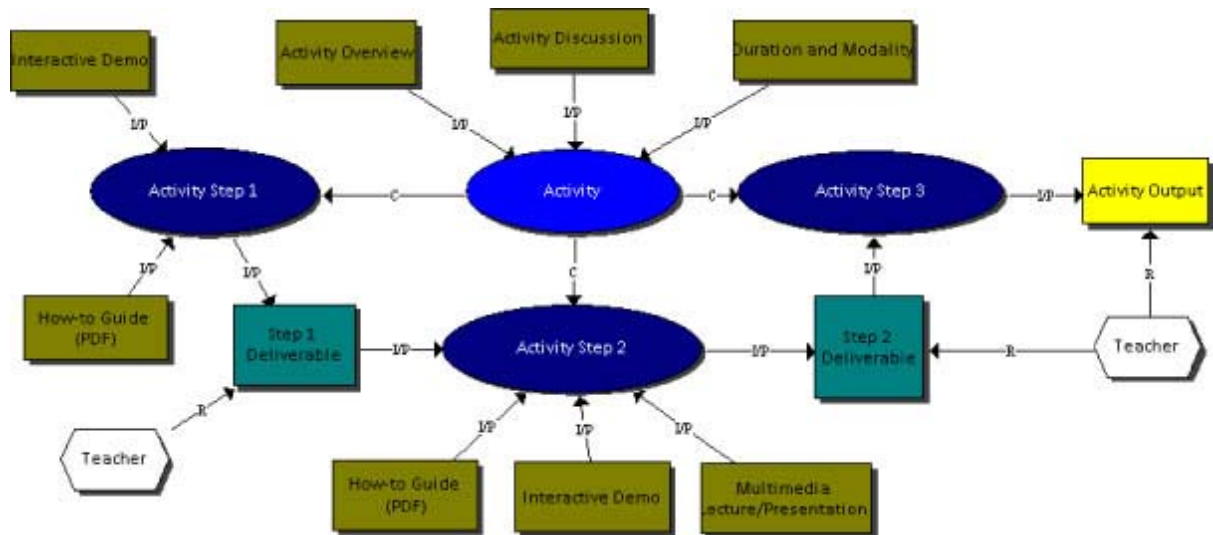 Activity Discussion
Interactive Demo
Activity Overview
Duration and Modality
I/P
I/P
I/P
I/P
Activity Step 1
C
Activity
C
Activity Step 3
I/P
Activity Output
I/P
I/P
C
I/P
R
How-to Guide
(PDF)
Step 1
Deliverable
I/P
Activity Step 2
I/P
Step 2
Deliverable
R
Teacher
R
Teacher
I/P
I/P
I/P
How-to Guide
(PDF)
Interactive Demo
Multimedia
Lecture/Presentation